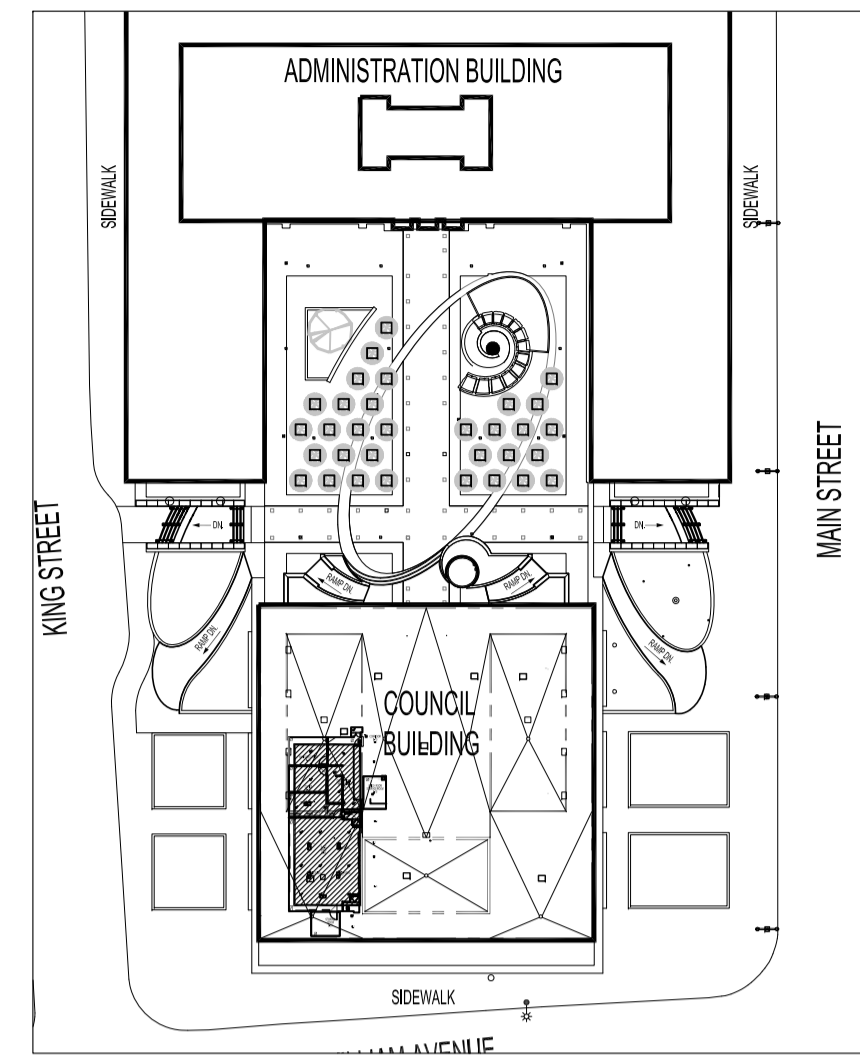 ADMINISTRATION BUILDING
SIDEWALK
SIDEWALK
MAIN STREET
KING STREET
DN.
DN.
RAMP DN.
RAMP DN.
RAMP DN.
RAMP DN.
COUNCIL
BUILDING
SIDEWALK
AVENUE